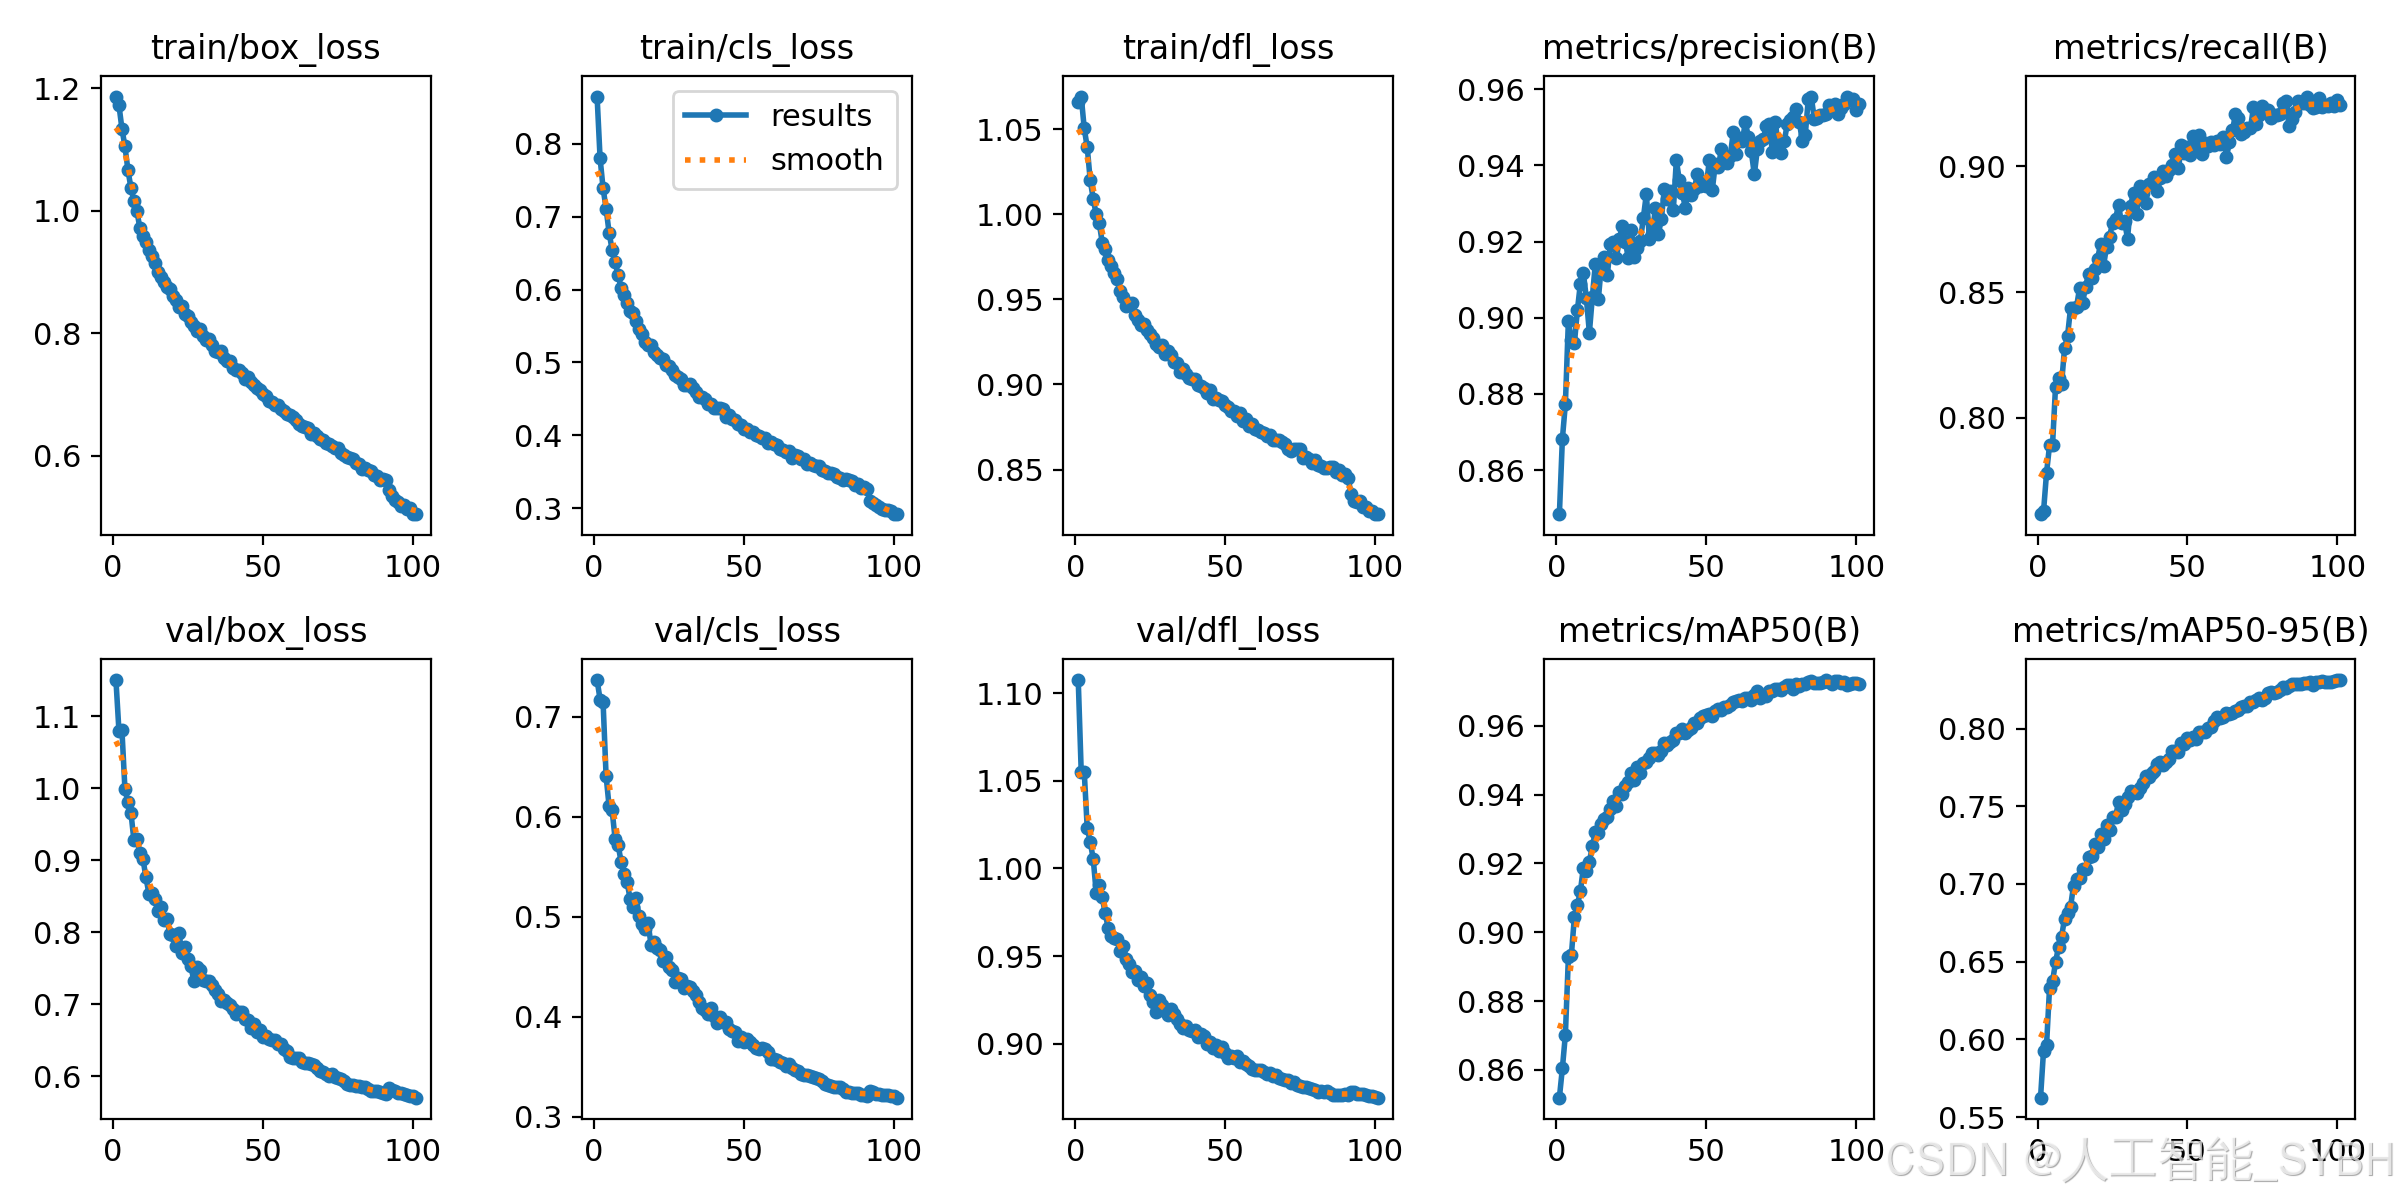 train/box_loss
1.2
1.0
0.8
0.6
0 50 100
train/cls_loss
results
smooth
0.8
0.7
0.6
0.5
0.4
0.3
0 50 100
train/dfl_loss
1.05
1.00
0.95
0.90
0.85
0 50 100
metrics/precision(B)
0.96
0.94
0.92
0.90
0.88
0.86
0 50 100
metrics/recall(B)
0.90
0.85
0.80
0 50 100
val/box_loss
1.1
1.0
0.9
0.8
0.7
0.6
0 50 100
val/cls_loss
0.7
0.6
0.5
0.4
0.3
0 50 100
val/dfl_loss
1.10
1.05
1.00
0.95
0.90
0 50 100
metrics/mAP50(B)
0.96
0.94
0.92
0.90
0.88
0.86
0 50 100
metrics/mAP50-95(B)
0.80
0.75
0.70
0.65
0.60
0.55
0 50 100
CSDN @人工智能_SYBH